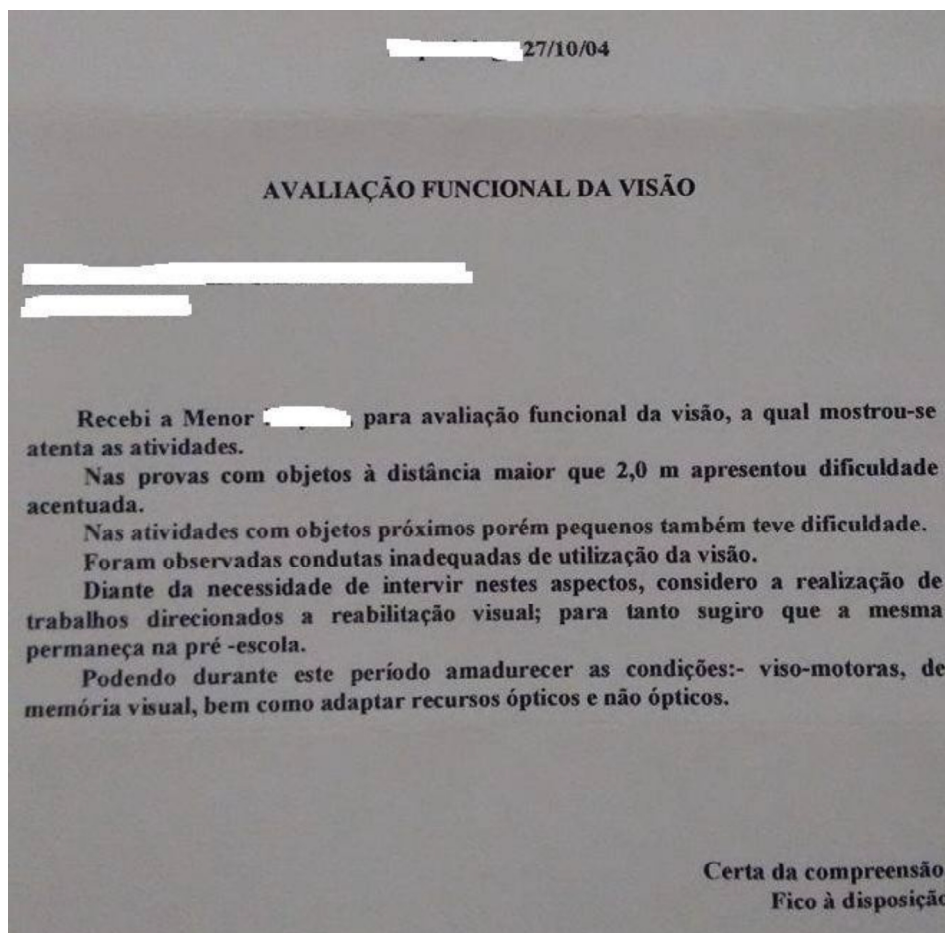 27/10/04
AVALIAÇÃO FUNCIONAL DA VISÃO
Recebi a Menor , para avaliação funcional da visão, a qual mostrou-se
atenta as atividades.
Nas provas com objetos à distância maior que 2,0 m apresentou dificuldade
acentuada.
Nas atividades com objetos próximos porém pequenos também teve dificuldade.
Foram observadas condutas inadequadas de utilização da visão.
Diante da necessidade de intervir nestes aspectos, considero a realização de
trabalhos direcionados a reabilitação visual; para tanto sugiro que a mesma
permaneça na pré -escola.
Podendo durante este período amadurecer as condições:- viso-motoras, de
memória visual, bem como adaptar recursos ópticos e não ópticos.
Certa da compreensão
Fico à disposição